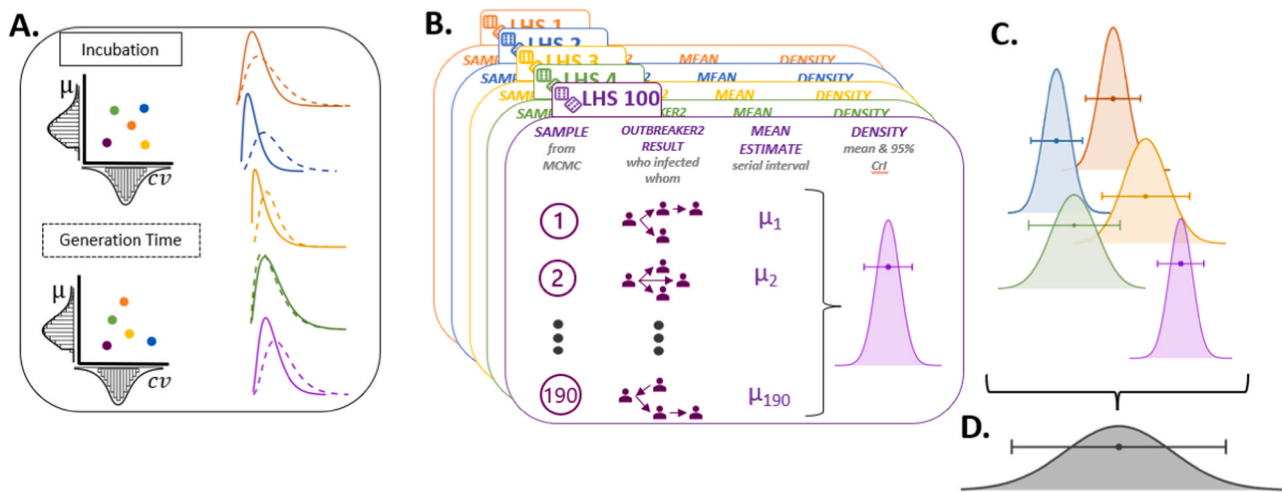 A.
Incubation
μ
cv
Generation Time
μ
cv
B.
LHS 1
LHS 2
LHS 3
LHS 4
LHS 100
MEAN
DENSITY
MEAN
DENSITY
MEAN
DENSITY
MEAN
DENSITY
SAMPLE
from
MCMC
OUTBREAKER2
RESULT
who infected
whom
MEAN
ESTIMATE
serial interval
DENSITY
mean & 95%
CrI
1
μ1
2
μ2
190
μ190
C.
D.